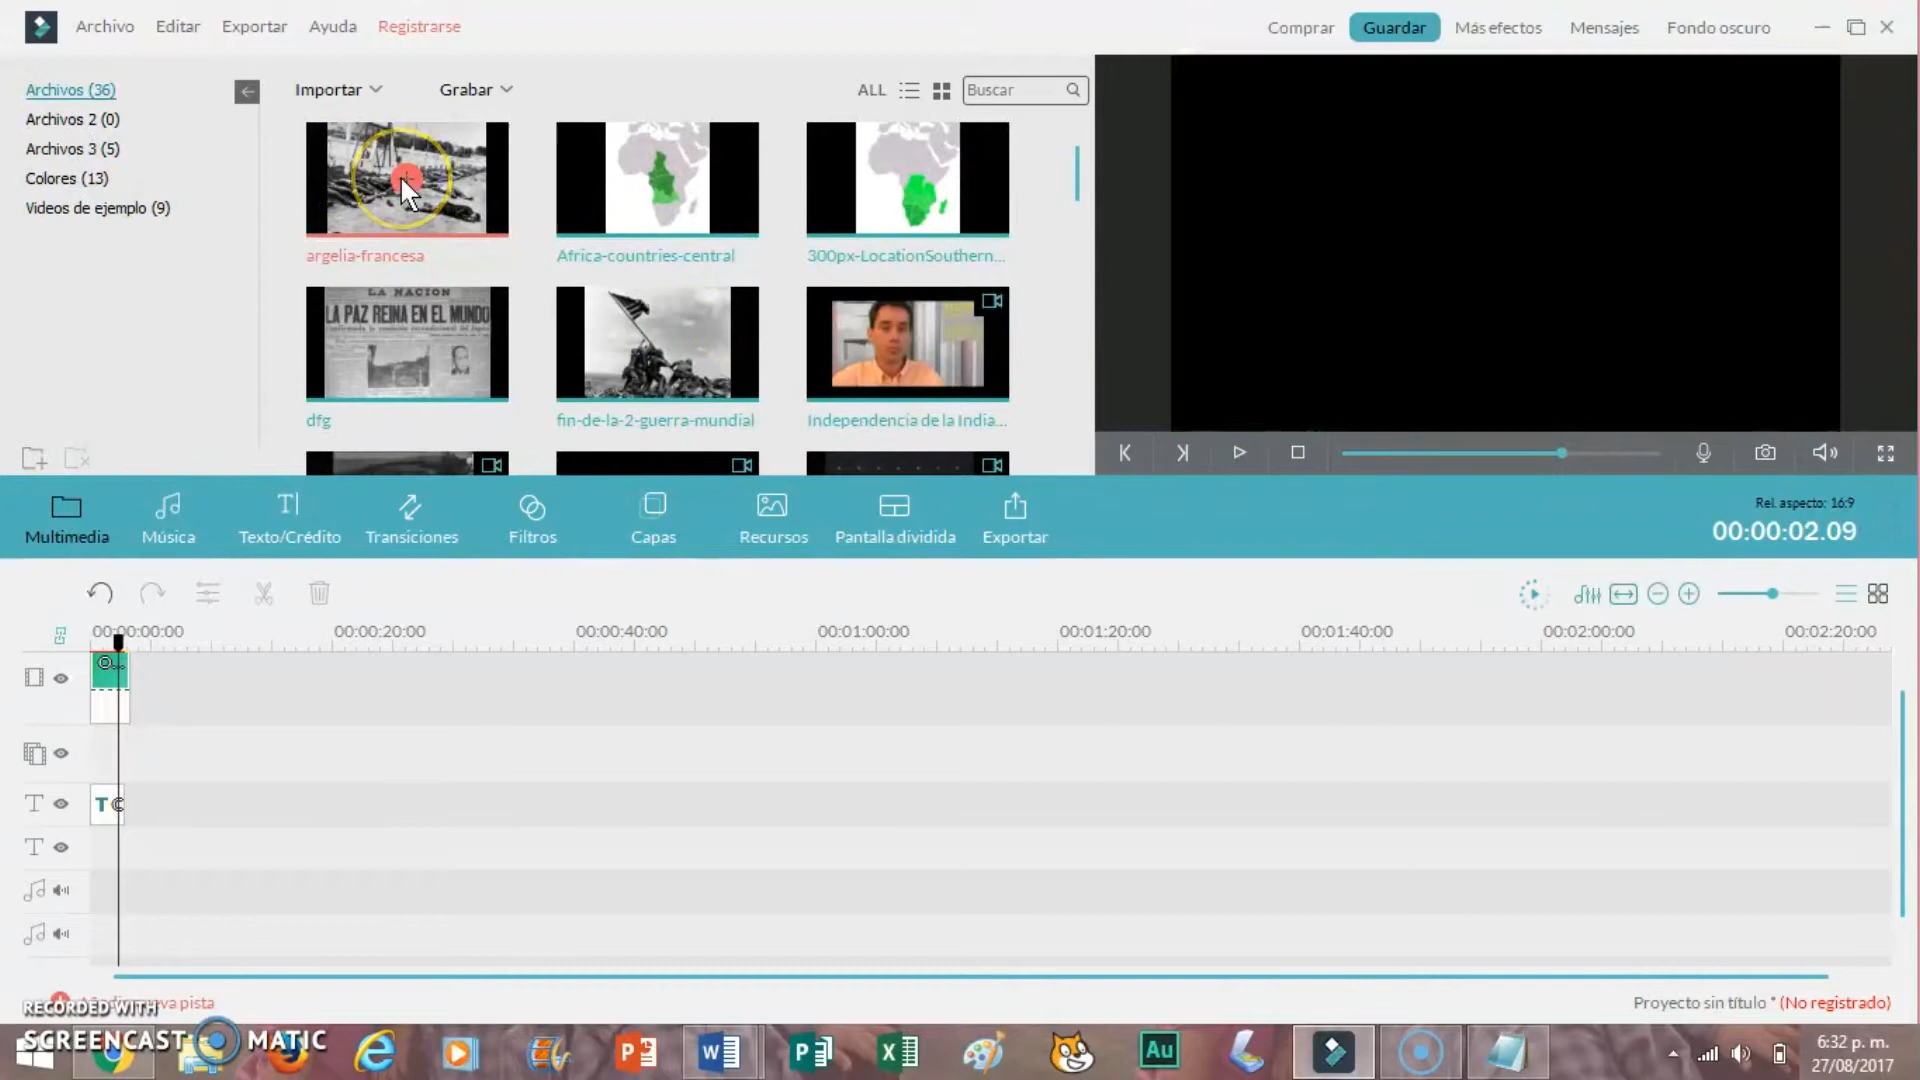 Archivo Editar Exportar Ayuda Registrarse
Comprar Guardar Más efectos Mensajes Fondo oscuro
Archivos (36)
Archivos 2 (0)
Archivos 3 (5)
Colores (13)
Videos de ejemplo (9)
Importar Grabar ALL Buscar
argelia-francesa Africa-countries-central 300px-LocationSouthern...
LA NACION
LA PAZ REINA EN EL MUNDO
dfg fin-de-la-2-guerra-mundial Independencia de la India...
Multimedia Música Texto/Crédito Transiciones Filtros Capas Recursos Pantalla dividida Exportar
Rel. aspecto: 16:9
00:00:02.09
00:00:00:00 00:00:20:00 00:00:40:00 00:01:00:00 00:01:20:00 00:01:40:00 00:02:00:00 00:02:20:00
T
T
T
Proyecto sin título * (No registrado)
RECORDED WITH
SCREENCAST MATIC
Au
6:32 p. m.
27/08/2017